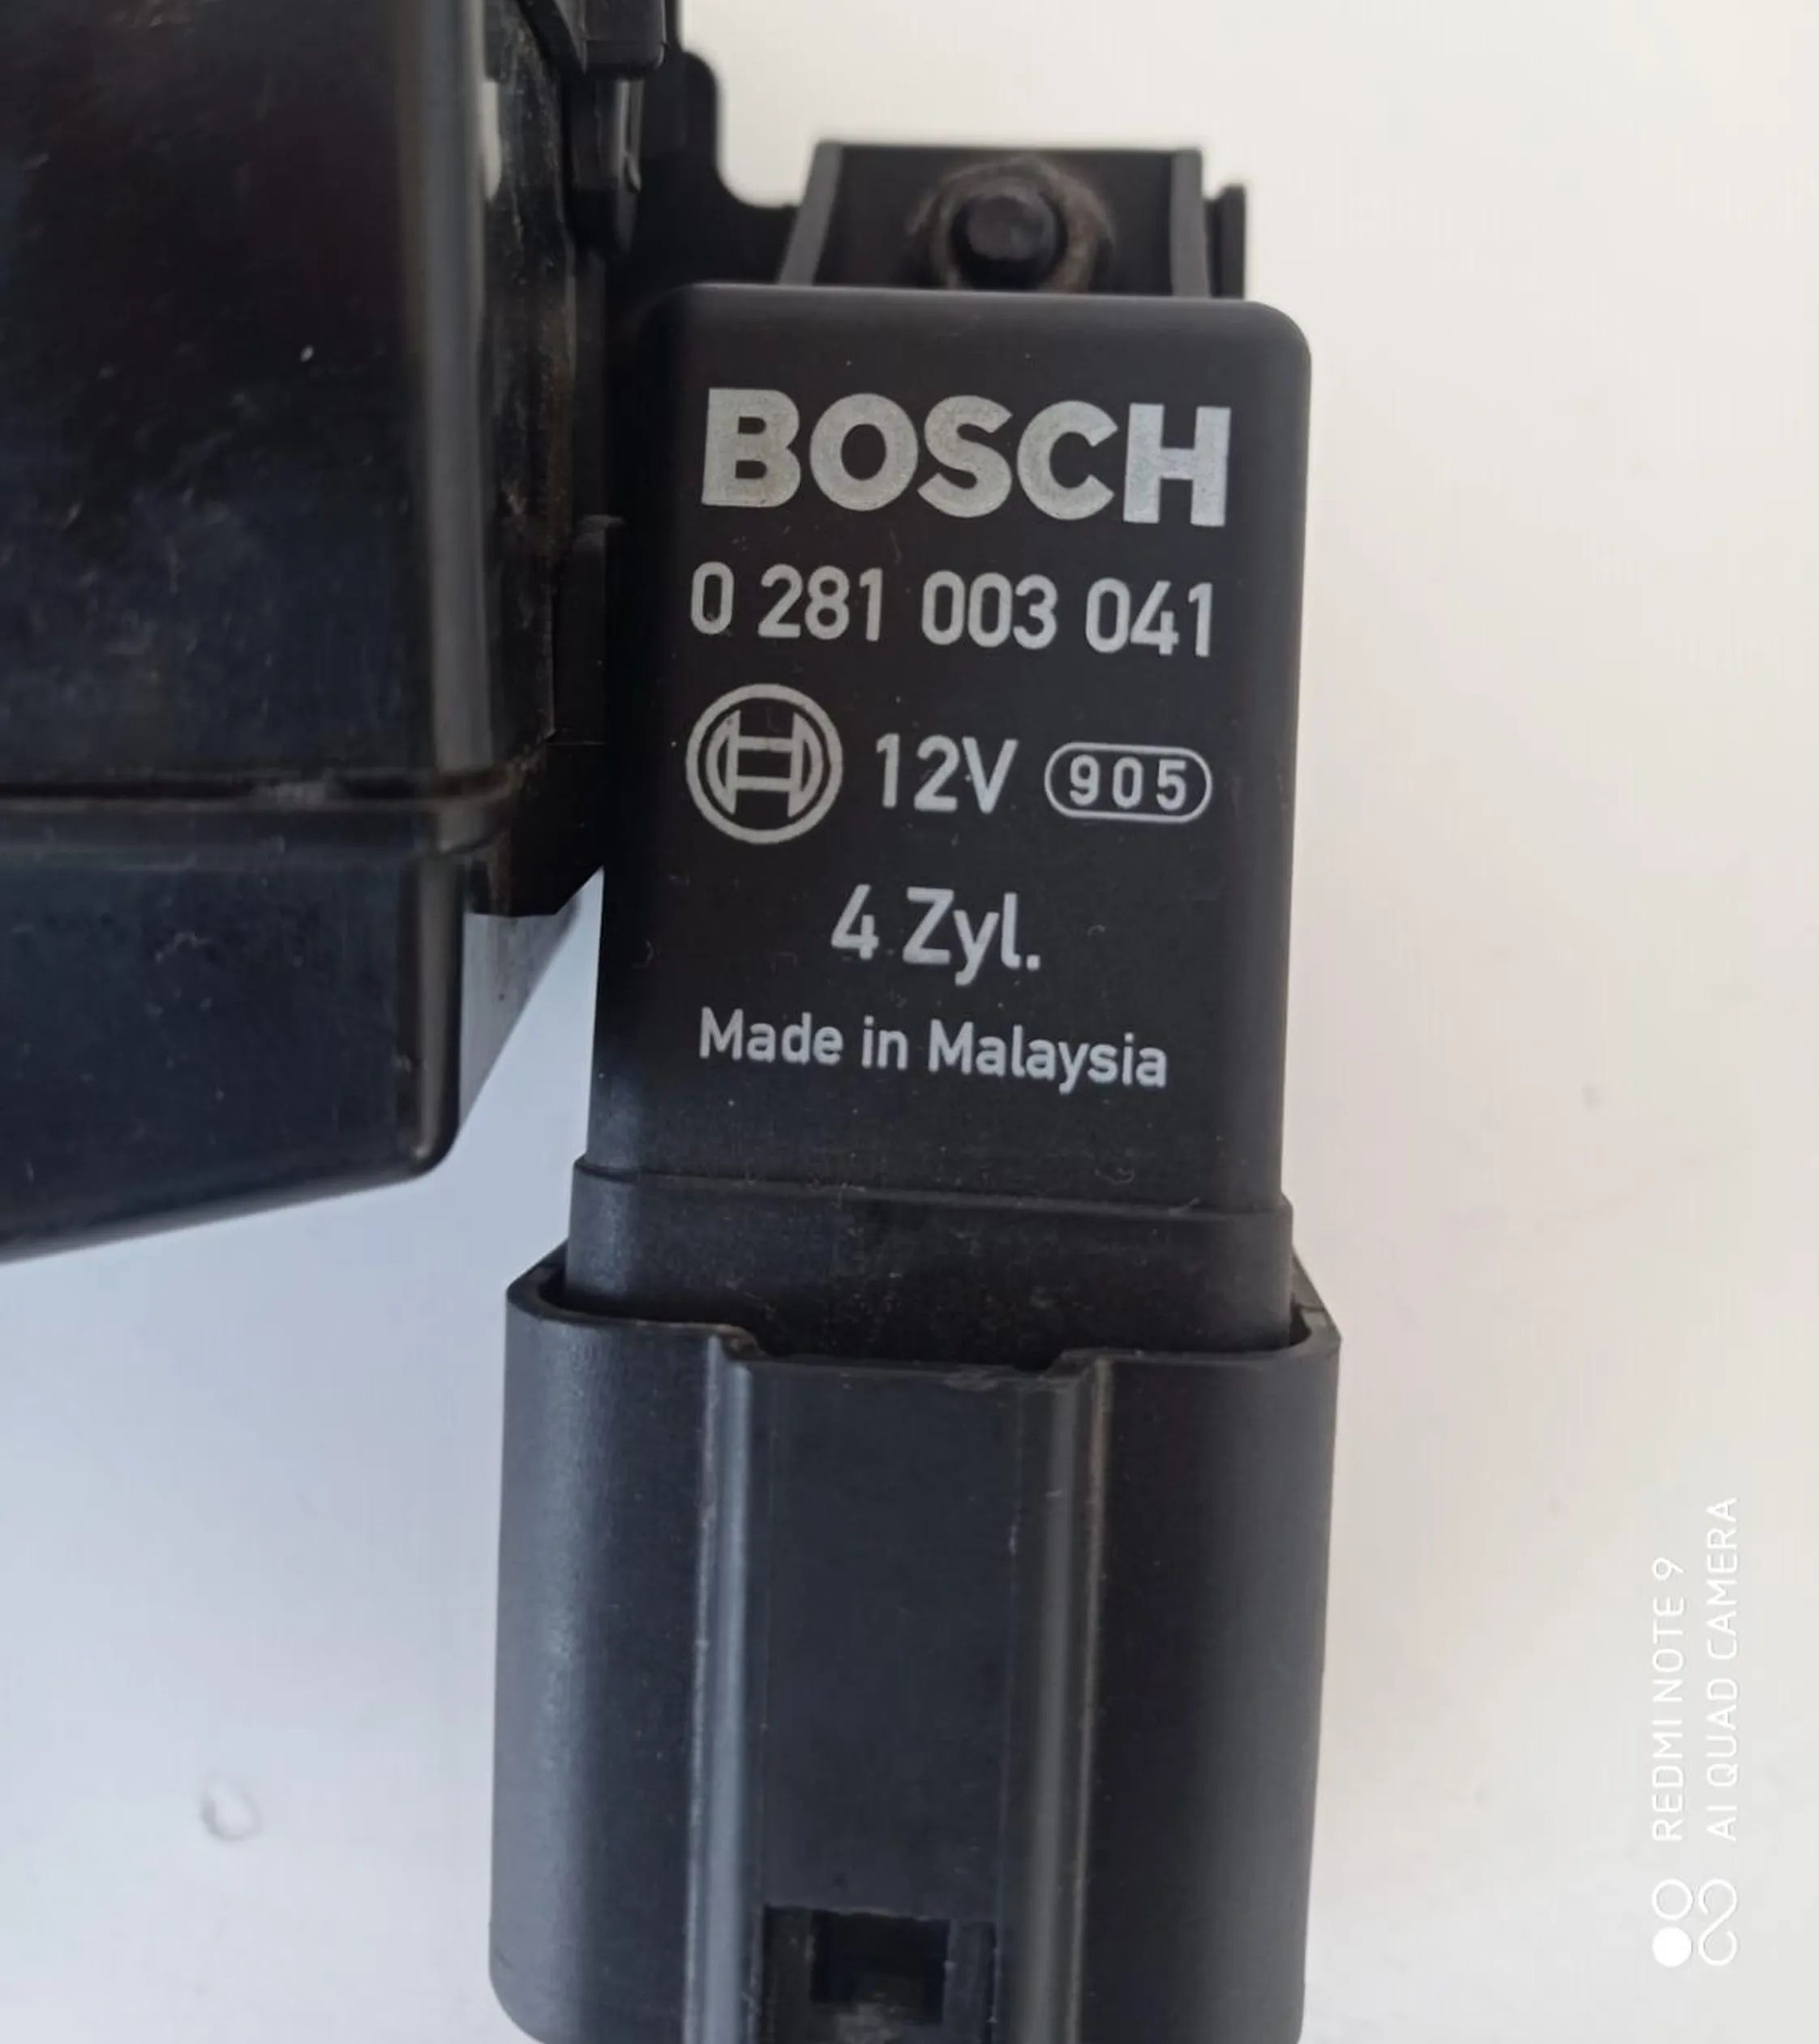 BOSCH
0 281 003 041
12V 905
4 Zyl.
Made in Malaysia
REDMI NOTE 9
AI QUAD CAMERA